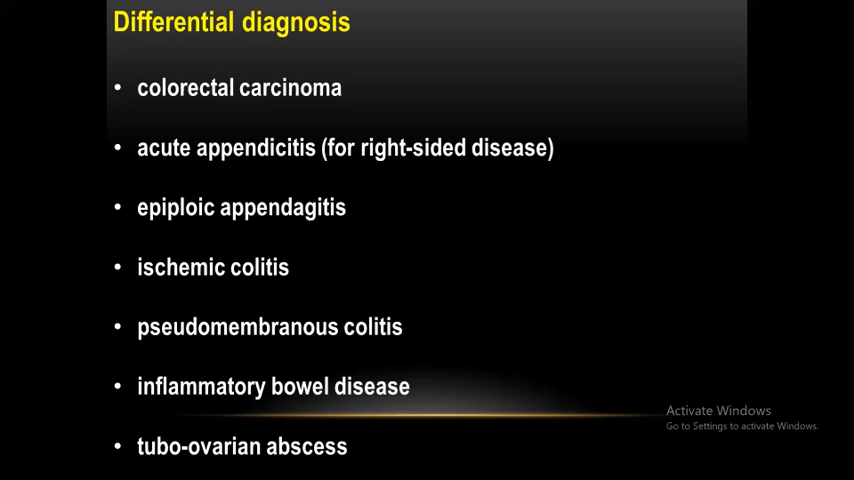 Differential diagnosis
• colorectal carcinoma
• acute appendicitis (for right-sided disease)
• epiploic appendagitis
• ischemic colitis
• pseudomembranous colitis
• inflammatory bowel disease
• tubo-ovarian abscess
Activate Windows
Go to Settings to activate Windows.